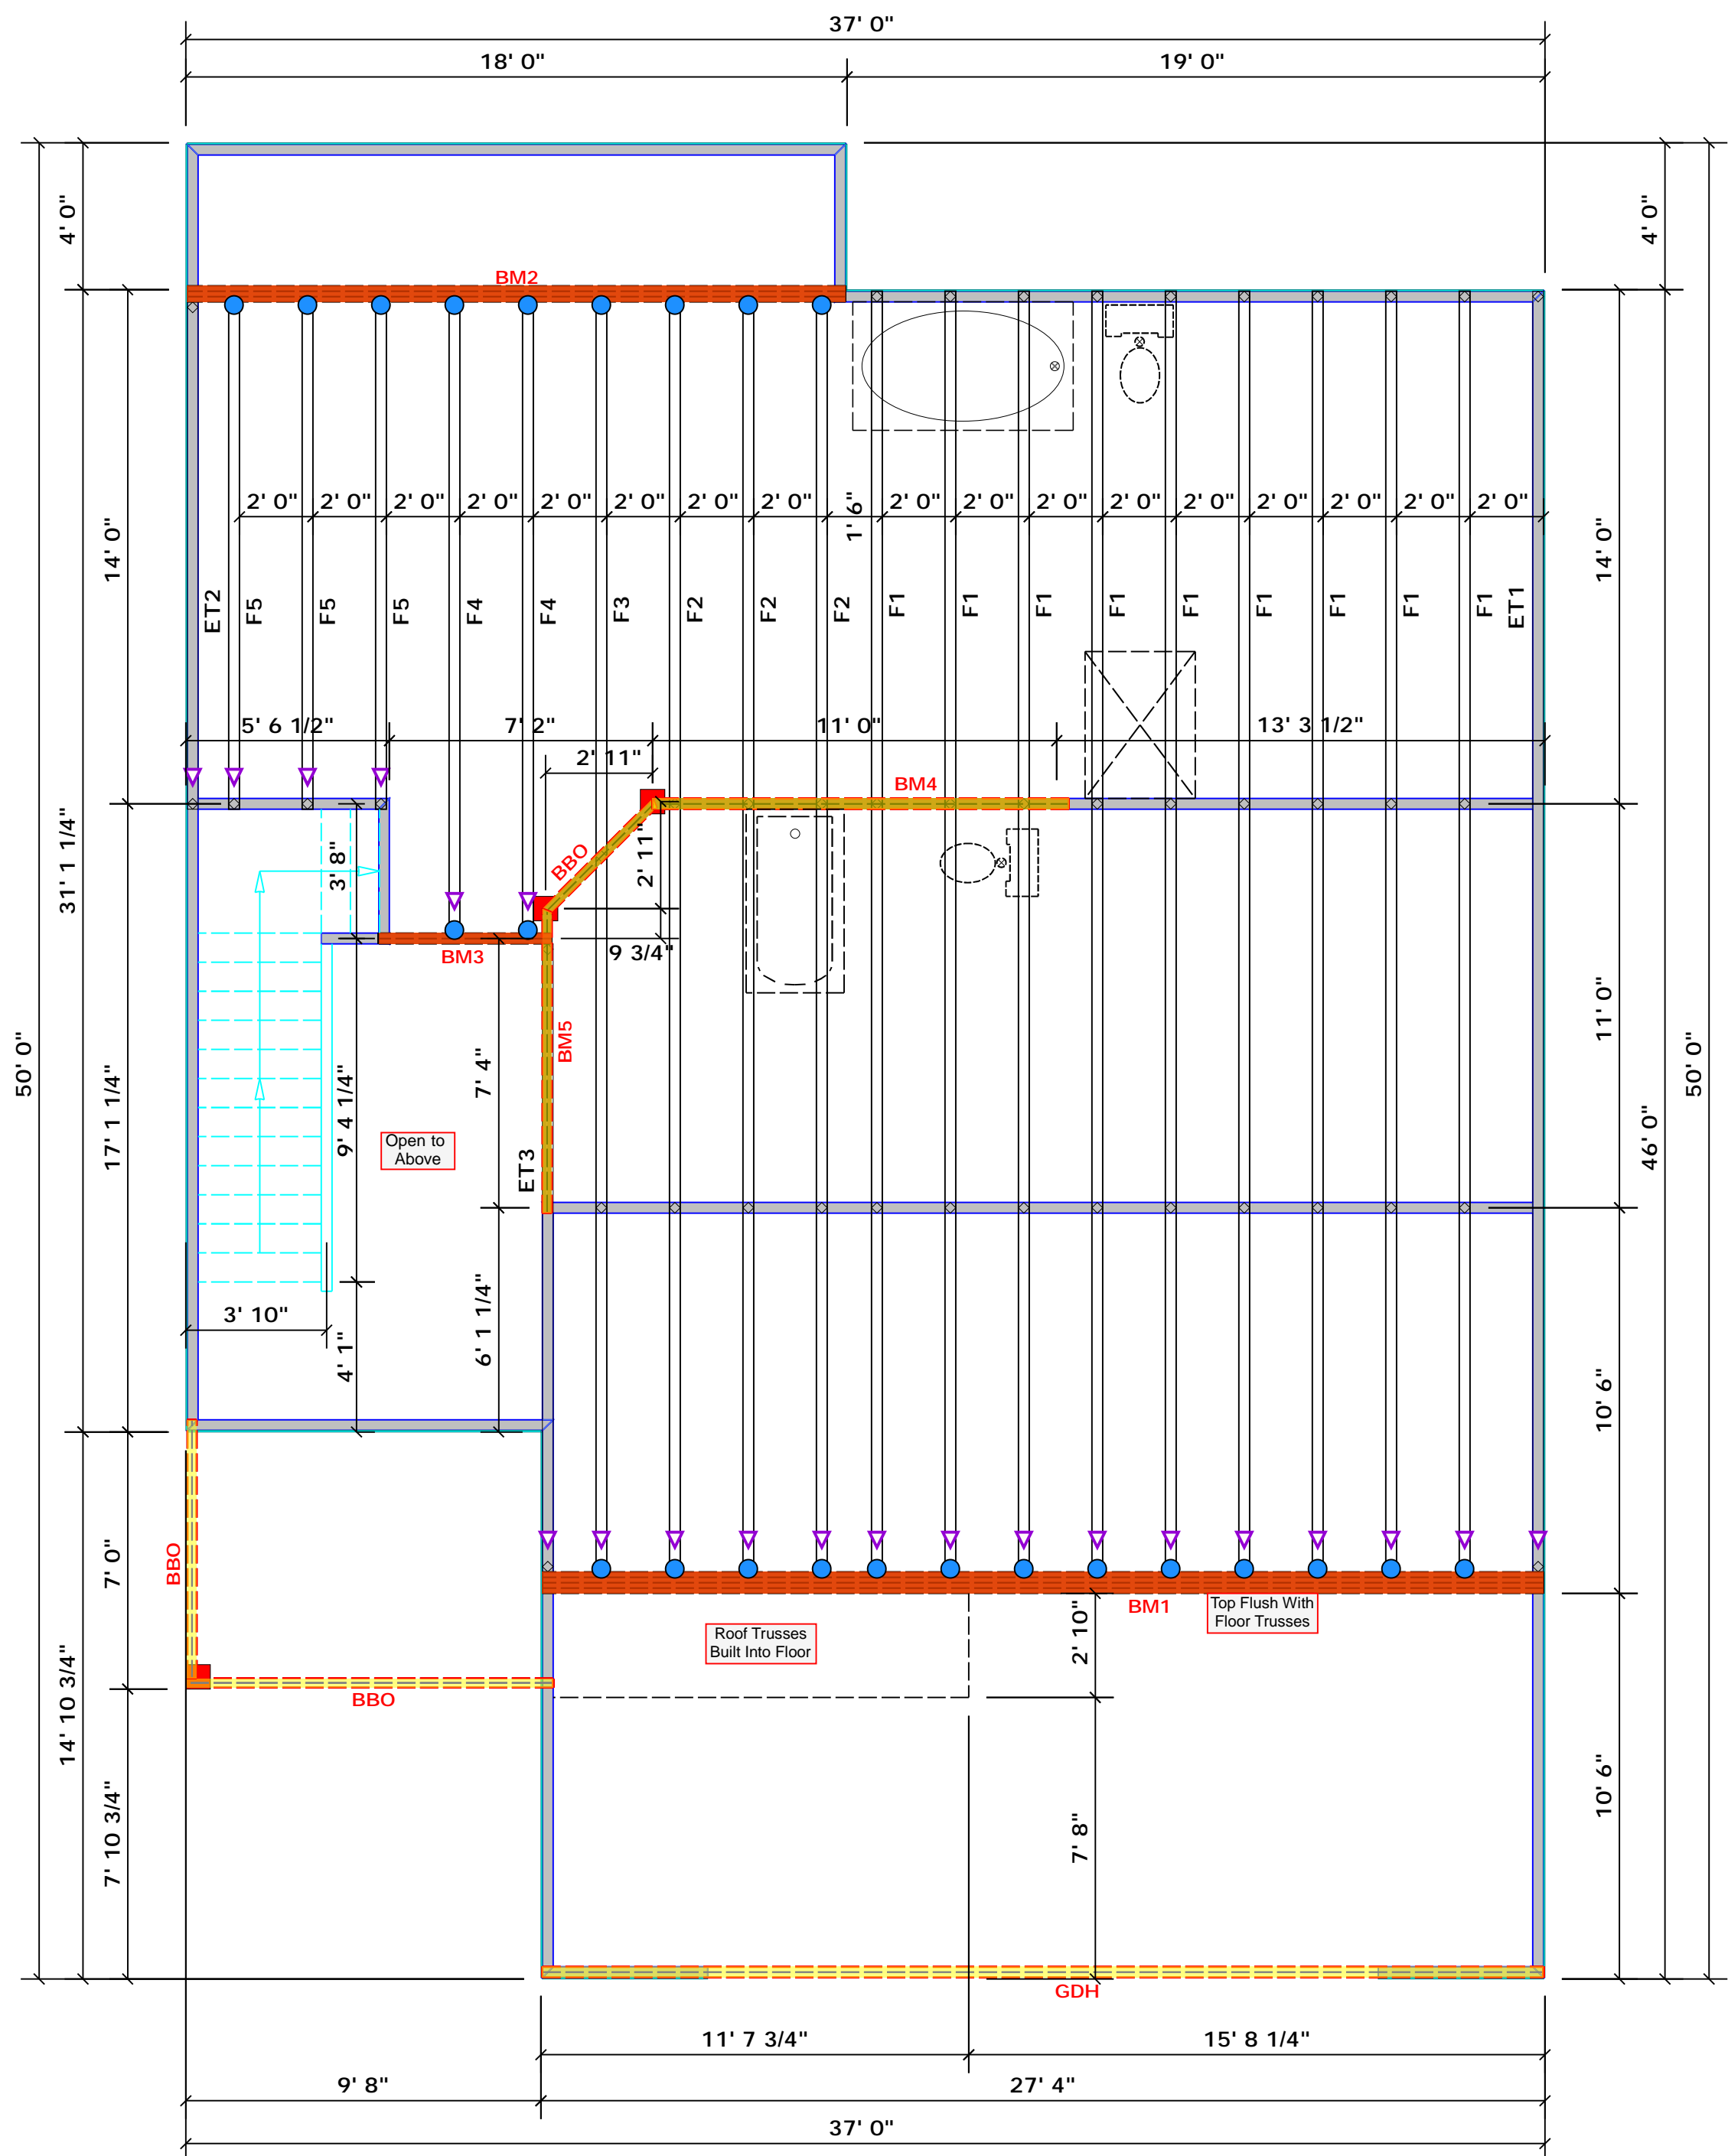 37' 0"
18' 0"
19' 0"
4' 0"
4' 0"
BM2
2' 0"
2' 0"
2' 0"
2' 0"
2' 0"
2' 0"
2' 0"
2' 0"
1' 6"
2' 0"
2' 0"
2' 0"
2' 0"
2' 0"
2' 0"
2' 0"
2' 0"
2' 0"
14' 0"
14' 0"
ET2
F5
F5
F5
F4
F4
F3
F2
F2
F2
F1
F1
F1
F1
F1
F1
F1
F1
F1
ET1
5' 6 1/2"
7' 2"
11' 0"
13' 3 1/2"
2' 11"
BM4
BBO
2' 11"
3' 8"
31' 1 1/4"
BM3
9 3/4"
50' 0"
17' 1 1/4"
9' 4 1/4"
7' 4"
BM5
11' 0"
46' 0"
50' 0"
Open to
Above
ET3
3' 10"
4' 1"
6' 1 1/4"
10' 6"
BBO
7' 0"
14' 10 3/4"
7' 10 3/4"
BBO
Roof Trusses
Built Into Floor
2' 10"
BM1
Top Flush With
Floor Trusses
7' 8"
10' 6"
GDH
11' 7 3/4"
15' 8 1/4"
9' 8"
27' 4"
37' 0"